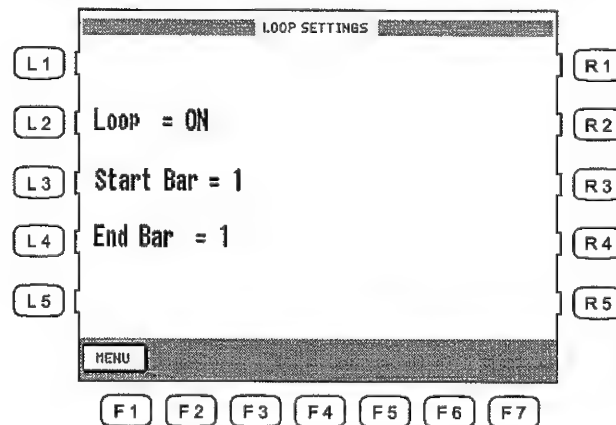 LOOP SETTINGS
L1 R1
L2 Loop = ON R2
L3 Start Bar = 1 R3
L4 End Bar = 1 R4
L5 R5
MENU
F1 F2 F3 F4 F5 F6 F7